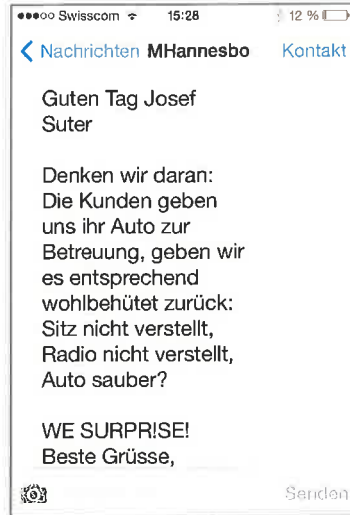 Swisscom 15:28 12 %
Nachrichten MHannesbo Kontakt
Guten Tag Josef
Suter
Denken wir daran:
Die Kunden geben
uns ihr Auto zur
Betreuung, geben wir
es entsprechend
wohlbehütet zurück:
Sitz nicht verstellt,
Radio nicht verstellt,
Auto sauber?
WE SURPR!SE!
Beste Grüsse,
Senden